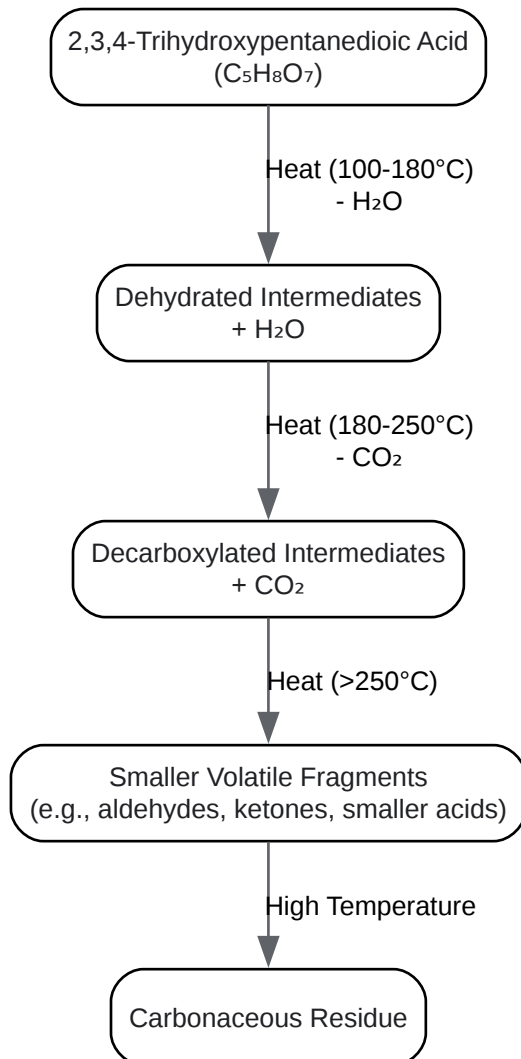 2,3,4-Trihydroxypentanedioic Acid
(C₅H₈O₇)
Heat (100-180°C)
- H₂O
Dehydrated Intermediates
+ H₂O
Heat (180-250°C)
- CO₂
Decarboxylated Intermediates
+ CO₂
Heat (>250°C)
Smaller Volatile Fragments
(e.g., aldehydes, ketones, smaller acids)
High Temperature
Carbonaceous Residue